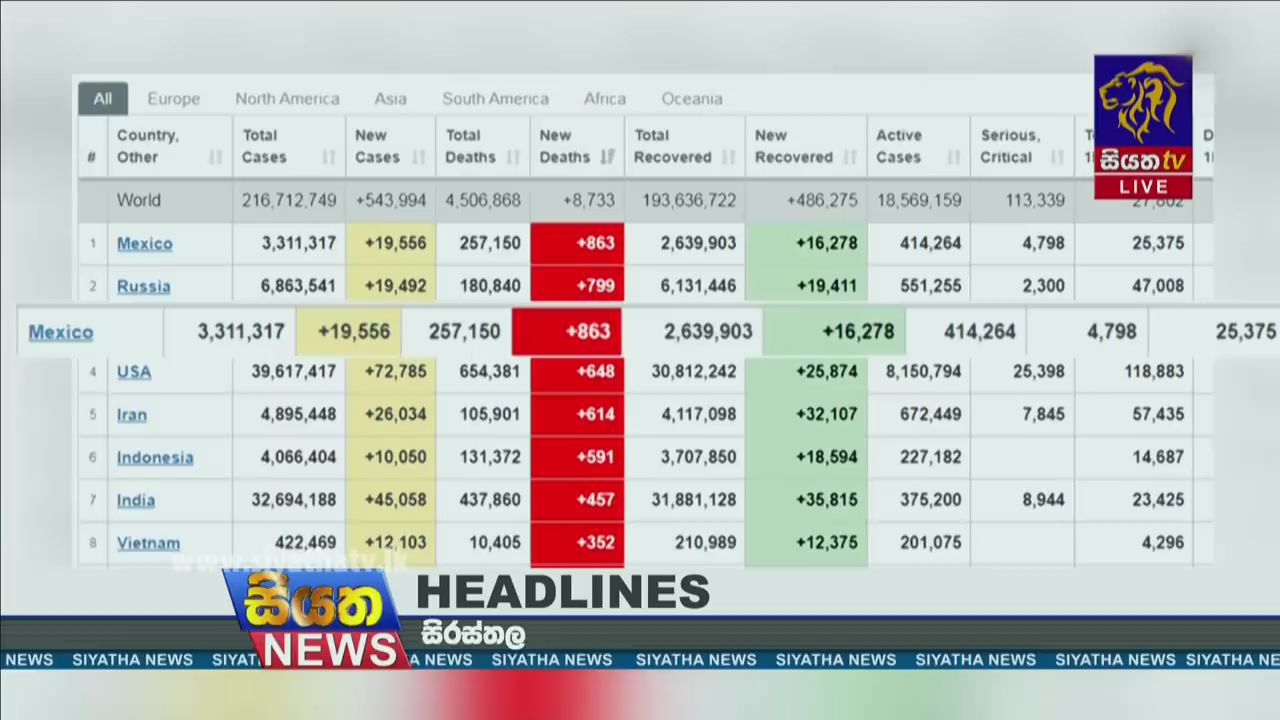 All Europe North America Asia South America Africa Oceania
# Country, Other Total Cases New Cases Total Deaths New Deaths Total Recovered New Recovered Active Cases Serious, Critical
World 216,712,749 +543,994 4,506,868 +8,733 193,636,722 +486,275 18,569,159 113,339
1 Mexico 3,311,317 +19,556 257,150 +863 2,639,903 +16,278 414,264 4,798 25,375
2 Russia 6,863,541 +19,492 180,840 +799 6,131,446 +19,411 551,255 2,300 47,008
Mexico 3,311,317 +19,556 257,150 +863 2,639,903 +16,278 414,264 4,798 25,375
4 USA 39,617,417 +72,785 654,381 +648 30,812,242 +25,874 8,150,794 25,398 118,883
5 Iran 4,895,448 +26,034 105,901 +614 4,117,098 +32,107 672,449 7,845 57,435
6 Indonesia 4,066,404 +10,050 131,372 +591 3,707,850 +18,594 227,182 14,687
7 India 32,694,188 +45,058 437,860 +457 31,881,128 +35,815 375,200 8,944 23,425
8 Vietnam 422,469 +12,103 10,405 +352 210,989 +12,375 201,075 4,296
සියත tv
LIVE
www.siyathatv.lk
සියත
NEWS
HEADLINES
සිරස්තල
NEWS SIYATHA NEWS SIYAT A NEWS SIYATHA NEWS SIYATHA NEWS SIYATHA NEWS SIYATHA NEWS SIYATHA NEWS SIYATHA NEWS